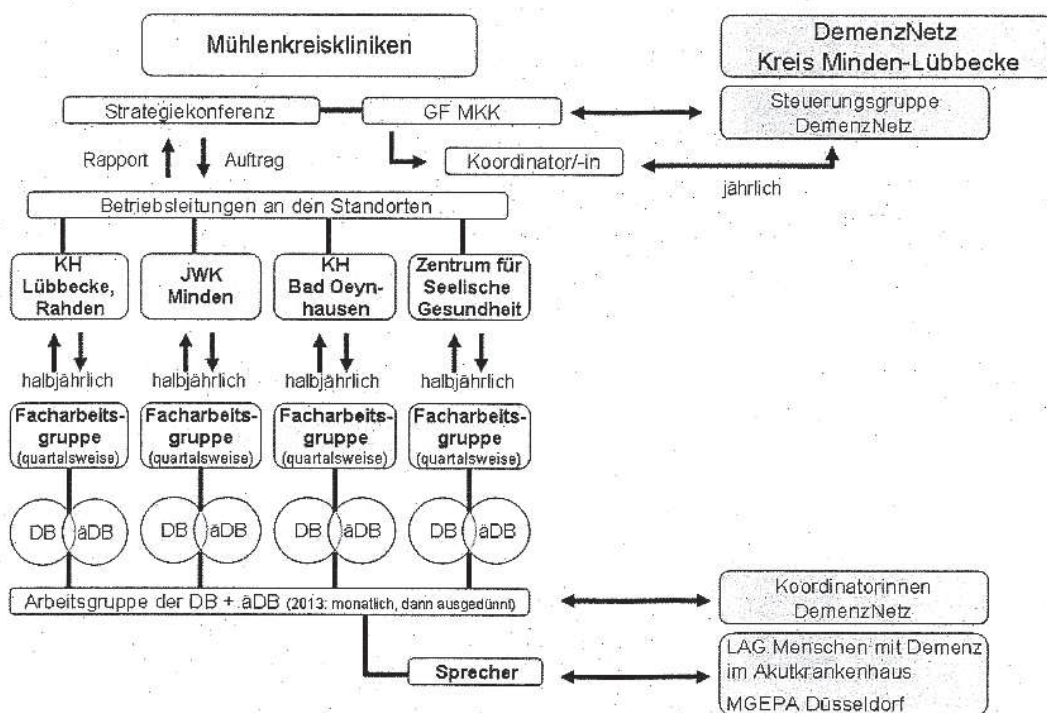 Mühlenkreiskliniken
DemenzNetz
Kreis Minden-Lübbecke
Strategiekonferenz
GF MKK
Steuerungsgruppe
DemenzNetz
Rapport
Auftrag
Koordinator/-in
jährlich
Betriebsleitungen an den Standorten
KH
Lübbecke,
Rahden
JWK
Minden
KH
Bad Oeyn-
hausen
Zentrum für
Seelische
Gesundheit
halbjährlich
halbjährlich
halbjährlich
halbjährlich
Facharbeits-
gruppe
(quartalsweise)
Facharbeits-
gruppe
(quartalsweise)
Facharbeits-
gruppe
(quartalsweise)
Facharbeits-
gruppe
(quartalsweise)
DB äDB
DB äDB
DB äDB
DB äDB
Arbeitsgruppe der DB + äDB (2013: monatlich, dann ausgedünnt)
Koordinatorinnen
DemenzNetz
Sprecher
LAG Menschen mit Demenz
im Akutkrankenhaus
MGEPA Düsseldorf